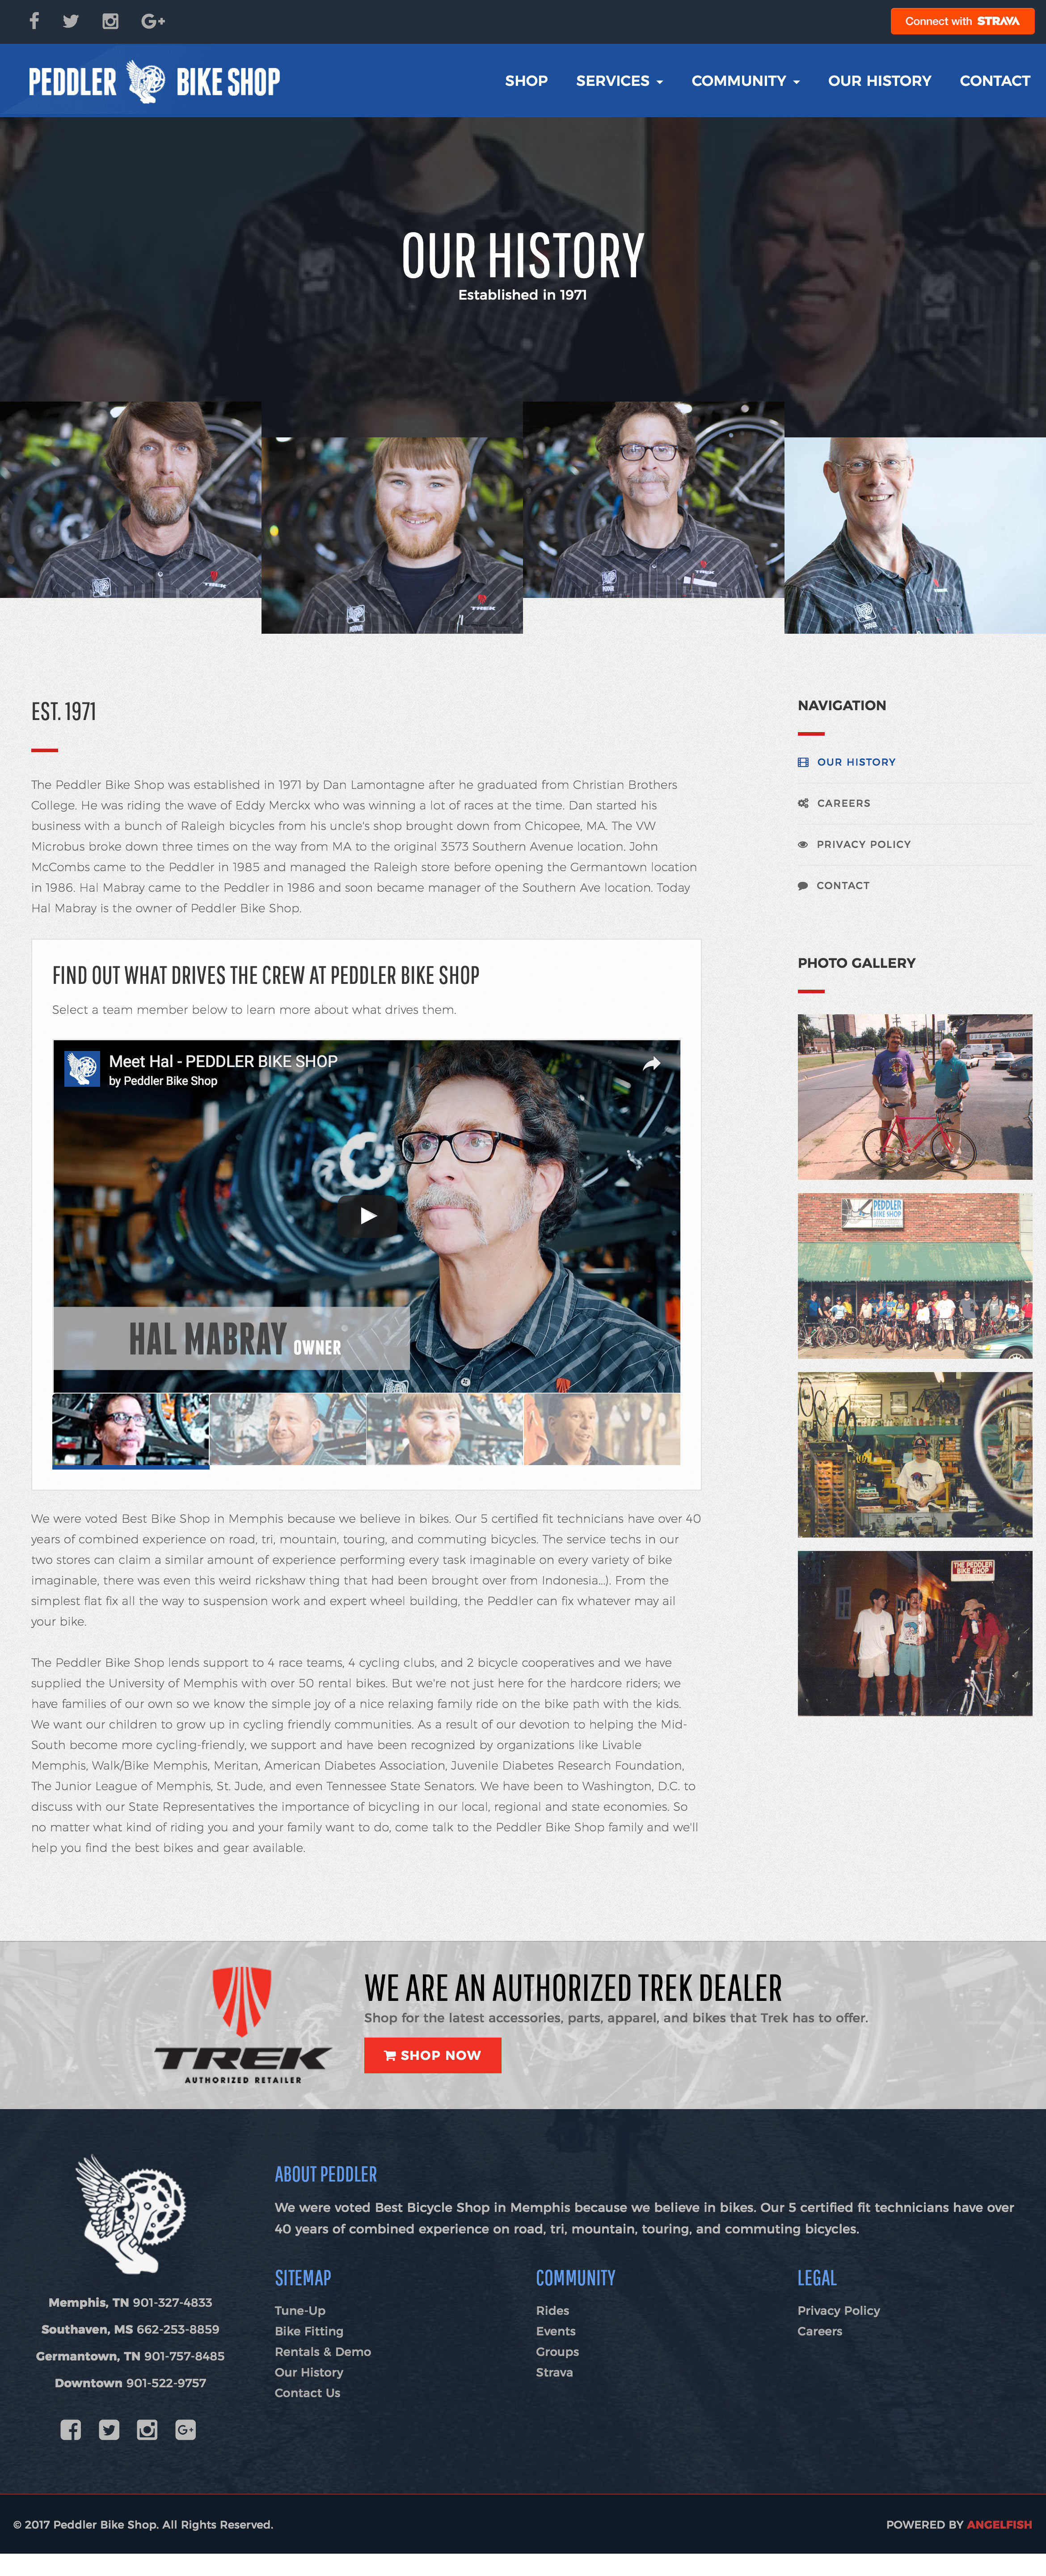 Connect with STRAVA
PEDDLER BIKE SHOP
SHOP
SERVICES
COMMUNITY
OUR HISTORY
CONTACT
OUR HISTORY
Established in 1971
TREK
TREK
TREK
EST. 1971
The Peddler Bike Shop was established in 1971 by Dan Lamontagne after he graduated from Christian Brothers
College. He was riding the wave of Eddy Merckx who was winning a lot of races at the time. Dan started his
business with a bunch of Raleigh bicycles from his uncle's shop brought down from Chicopee, MA. The VW
Microbus broke down three times on the way from MA to the original 3573 Southern Avenue location. John
McCombs came to the Peddler in 1985 and managed the Raleigh store before opening the Germantown location
in 1986. Hal Mabray came to the Peddler in 1986 and soon became manager of the Southern Ave location. Today
Hal Mabray is the owner of Peddler Bike Shop.
FIND OUT WHAT DRIVES THE CREW AT PEDDLER BIKE SHOP
Select a team member below to learn more about what drives them.
Meet Hal - PEDDLER BIKE SHOP
by Peddler Bike Shop
HAL MABRAY OWNER
We were voted Best Bike Shop in Memphis because we believe in bikes. Our 5 certified fit technicians have over 40
years of combined experience on road, tri, mountain, touring, and commuting bicycles. The service techs in our
two stores can claim a similar amount of experience performing every task imaginable on every variety of bike
imaginable, there was even this weird rickshaw thing that had been brought over from Indonesia...). From the
simplest flat fix all the way to suspension work and expert wheel building, the Peddler can fix whatever may ail
your bike.
The Peddler Bike Shop lends support to 4 race teams, 4 cycling clubs, and 2 bicycle cooperatives and we have
supplied the University of Memphis with over 50 rental bikes. But we're not just here for the hardcore riders; we
have families of our own so we know the simple joy of a nice relaxing family ride on the bike path with the kids.
We want our children to grow up in cycling friendly communities. As a result of our devotion to helping the Mid-
South become more cycling-friendly, we support and have been recognized by organizations like Livable
Memphis, Walk/Bike Memphis, Meritan, American Diabetes Association, Juvenile Diabetes Research Foundation,
The Junior League of Memphis, St. Jude, and even Tennessee State Senators. We have been to Washington, D.C. to
discuss with our State Representatives the importance of bicycling in our local, regional and state economies. So
no matter what kind of riding you and your family want to do, come talk to the Peddler Bike Shop family and we'll
help you find the best bikes and gear available.
NAVIGATION
OUR HISTORY
CAREERS
PRIVACY POLICY
CONTACT
PHOTO GALLERY
PEDDLER
BIKE SHOP
THE PEDDLER
BIKE SHOP
TREK
AUTHORIZED RETAILER
WE ARE AN AUTHORIZED TREK DEALER
Shop for the latest accessories, parts, apparel, and bikes that Trek has to offer.
SHOP NOW
Memphis, TN 901-327-4833
Southaven, MS 662-253-8859
Germantown, TN 901-757-8485
Downtown 901-522-9757
ABOUT PEDDLER
We were voted Best Bicycle Shop in Memphis because we believe in bikes. Our 5 certified fit technicians have over
40 years of combined experience on road, tri, mountain, touring, and commuting bicycles.
SITEMAP
Tune-Up
Bike Fitting
Rentals & Demo
Our History
Contact Us
COMMUNITY
Rides
Events
Groups
Strava
LEGAL
Privacy Policy
Careers
© 2017 Peddler Bike Shop. All Rights Reserved.
POWERED BY ANGELFISH